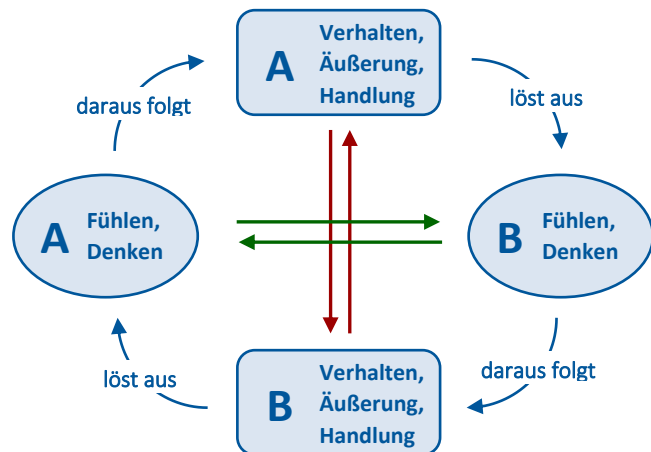 A
Verhalten,
Äußerung,
Handlung
daraus folgt
löst aus
A
Fühlen,
Denken
B
Fühlen,
Denken
löst aus
daraus folgt
B
Verhalten,
Äußerung,
Handlung